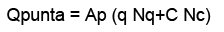 Qpunta = Ap (q Nq+C Nc)